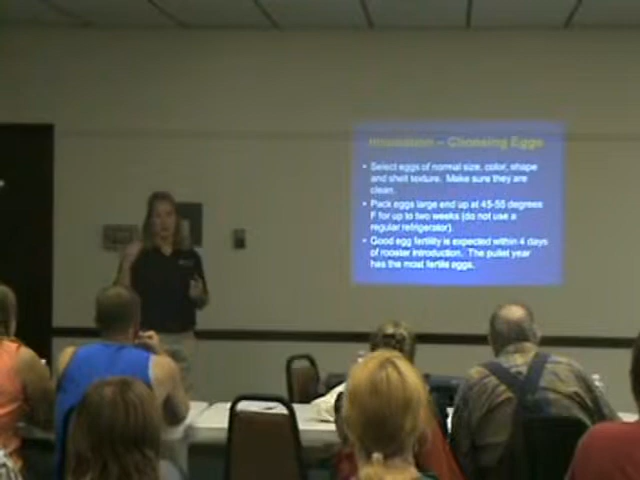 Incubation – Choosing Eggs
• Select eggs of normal size, color, shape
and shell texture. Make sure they are
clean.
• Pack eggs large end up at 45-55 degrees
F for up to two weeks (do not use a
regular refrigerator).
• Good egg fertility is expected within 4 days
of rooster introduction. The pullet year
has the most fertile eggs.